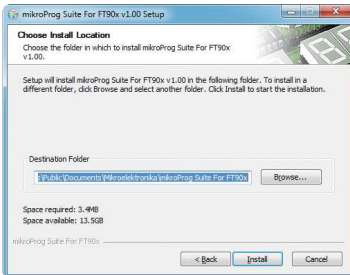 mikroProg Suite For FT90x v1.00 Setup
Choose Install Location
Choose the folder in which to install mikroProg Suite For FT90x
v1.00.
Setup will install mikroProg Suite For FT90x v1.00 in the following folder. To install in a
different folder, click Browse and select another folder. Click Install to start the installation.
Destination Folder
s\Public\Documents\Mikroelektronika\mikroProg Suite For FT90x
Browse...
Space required: 3.4MB
Space available: 13.5GB
mikroProg Suite For FT90x
< Back
Install
Cancel